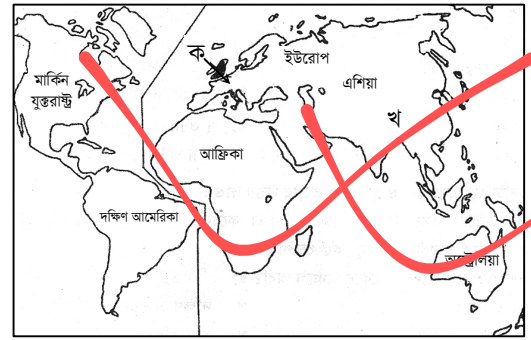 ক
ইউরোপ
মার্কিন
যুক্তরাষ্ট্র
এশিয়া
খ
আফ্রিকা
দক্ষিণ আমেরিকা
অস্ট্রেলিয়া